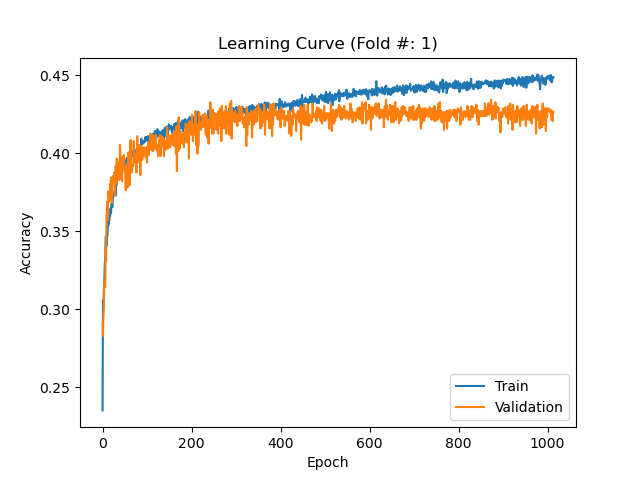 Learning Curve (Fold #: 1)
0.45
0.40
0.35
0.30
0.25
Accuracy
0
200
400
600
800
1000
Epoch
Train
Validation